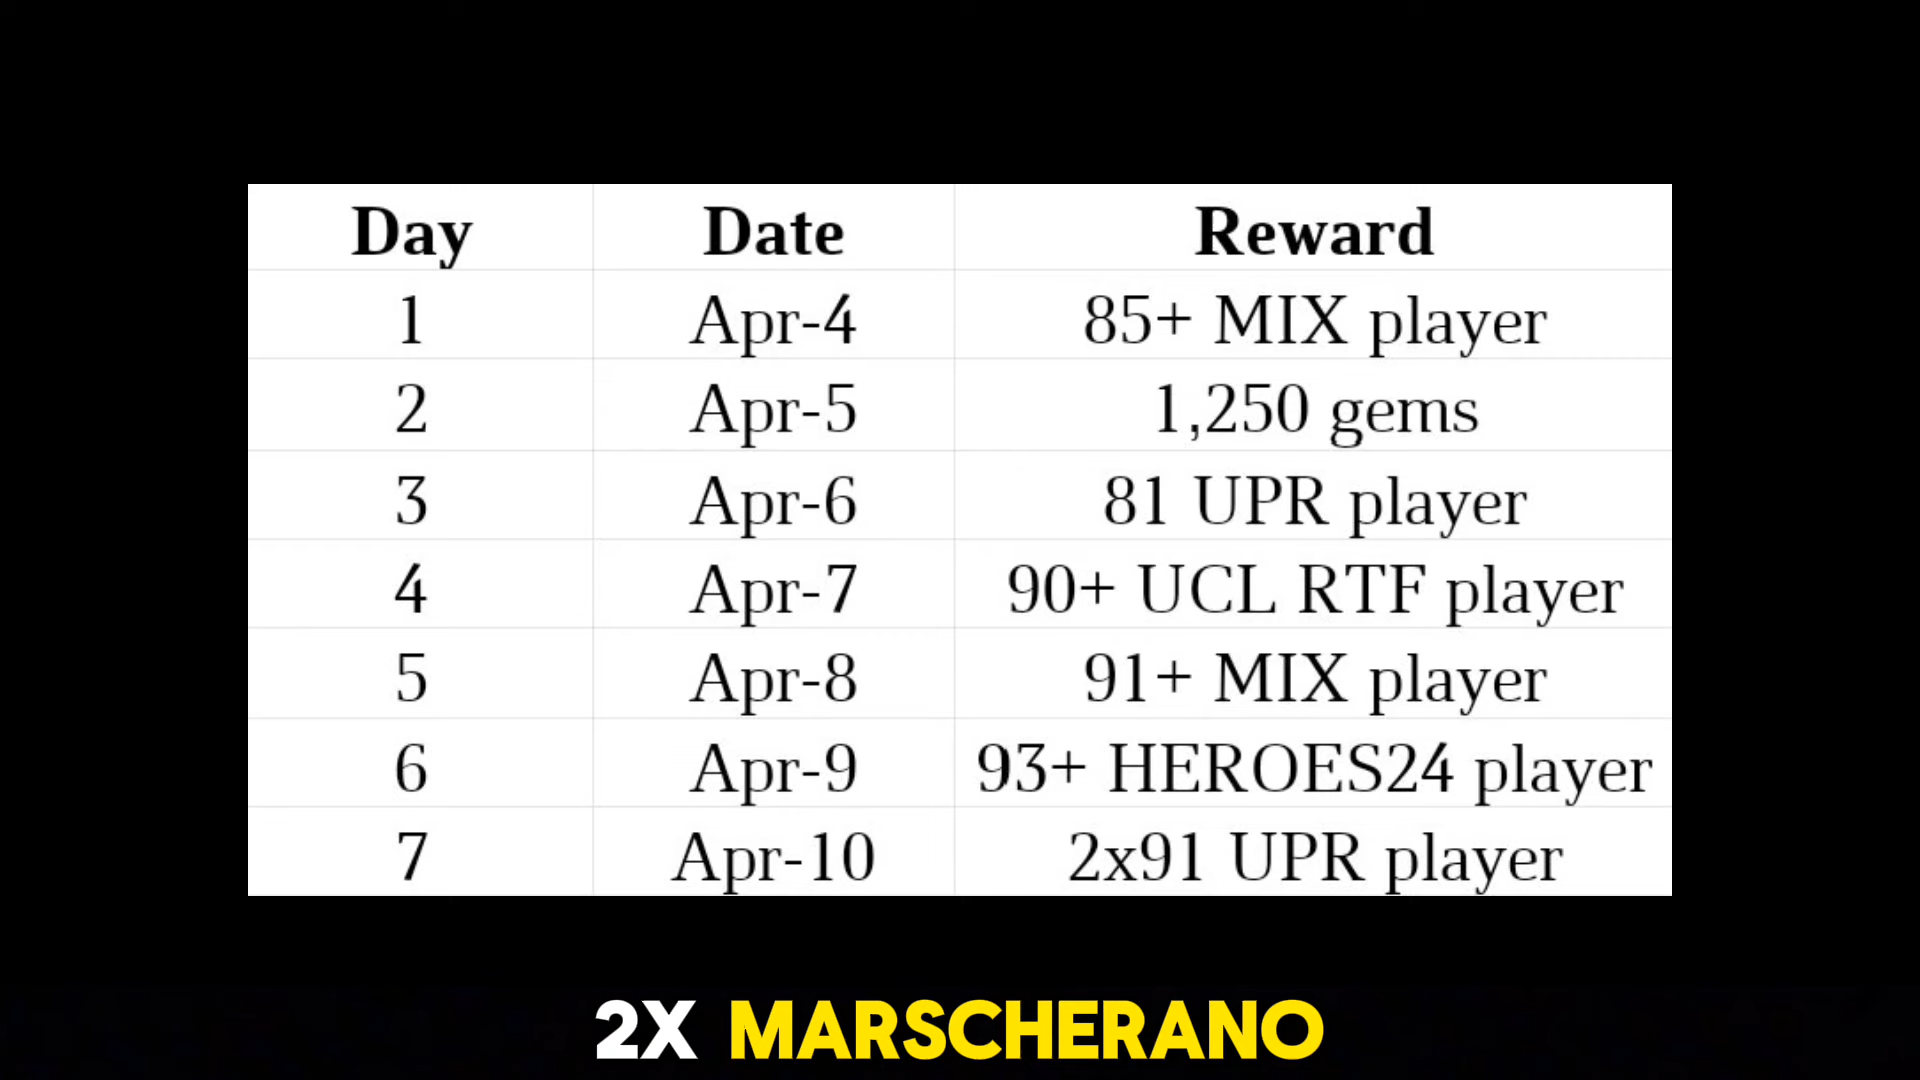 Day Date Reward
1 Apr-4 85+ MIX player
2 Apr-5 1,250 gems
3 Apr-6 81 UPR player
4 Apr-7 90+ UCL RTF player
5 Apr-8 91+ MIX player
6 Apr-9 93+ HEROES24 player
7 Apr-10 2x91 UPR player
2X MARSCHERANO